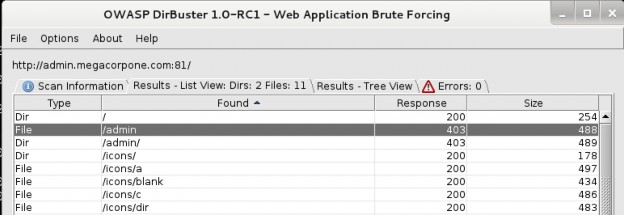 OWASP DirBuster 1.0-RC1 - Web Application Brute Forcing
File Options About Help
http://admin.megacorpone.com:81/
Scan Information Results - List View: Dirs: 2 Files: 11 Results - Tree View Errors: 0
Type Found Response Size
Dir / 200 254
File /admin 403 488
Dir /admin/ 403 489
Dir /icons/ 200 178
File /icons/a 200 497
File /icons/blank 200 434
File /icons/c 200 486
File /icons/dir 200 483